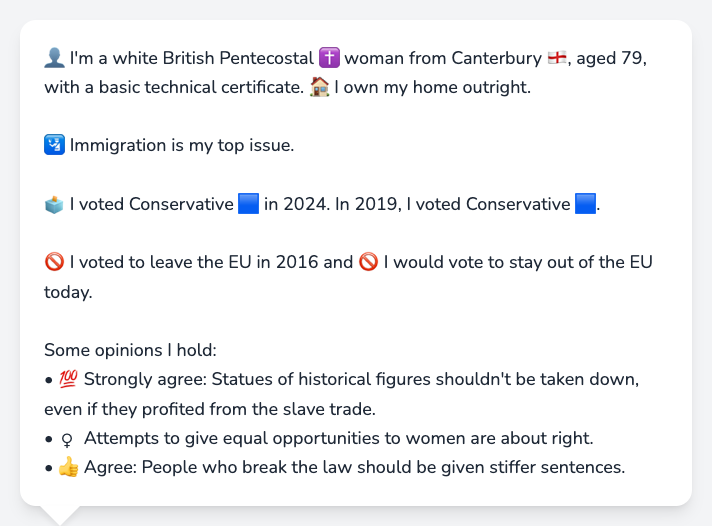 👤 I'm a white British Pentecostal ✝️ woman from Canterbury 🏴󠁧󠁢󠁥󠁮󠁧󠁿, aged 79,
with a basic technical certificate. 🏠 I own my home outright.
🛂 Immigration is my top issue.
🗳️ I voted Conservative 🟦 in 2024. In 2019, I voted Conservative 🟦.
🚫 I voted to leave the EU in 2016 and 🚫 I would vote to stay out of the EU
today.
Some opinions I hold:
• 💯 Strongly agree: Statues of historical figures shouldn't be taken down,
even if they profited from the slave trade.
• ♀ Attempts to give equal opportunities to women are about right.
• 👍 Agree: People who break the law should be given stiffer sentences.